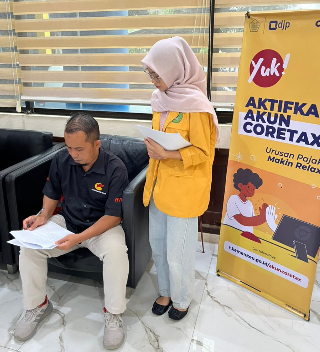 djp
Yuk!
AKTIFKA
AKUN
CORETAX
Urusan Pajak
Makin Relax